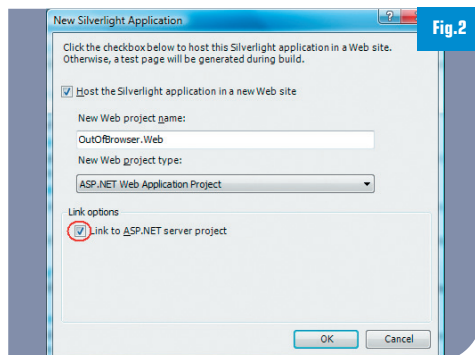 New Silverlight Application
Fig.2
Click the checkbox below to host this Silverlight application in a Web site.
Otherwise, a test page will be generated during build.
Host the Silverlight application in a new Web site
New Web project name:
OutOfBrowser.Web
New Web project type:
ASP.NET Web Application Project
Link options
Link to ASP.NET server project
OK
Cancel